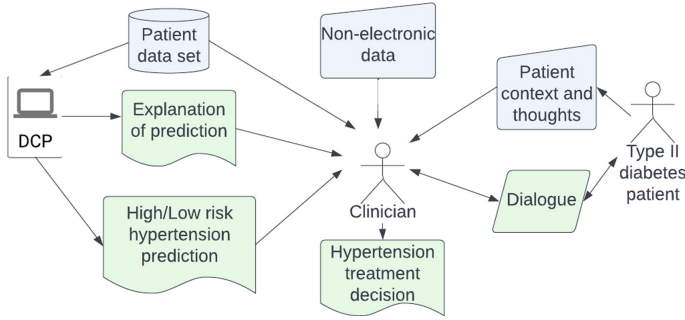 Patient
data set
Non-electronic
data
Patient
context and
thoughts
DCP
Explanation
of prediction
Type II
diabetes
patient
High/Low risk
hypertension
prediction
Clinician
Dialogue
Hypertension
treatment
decision